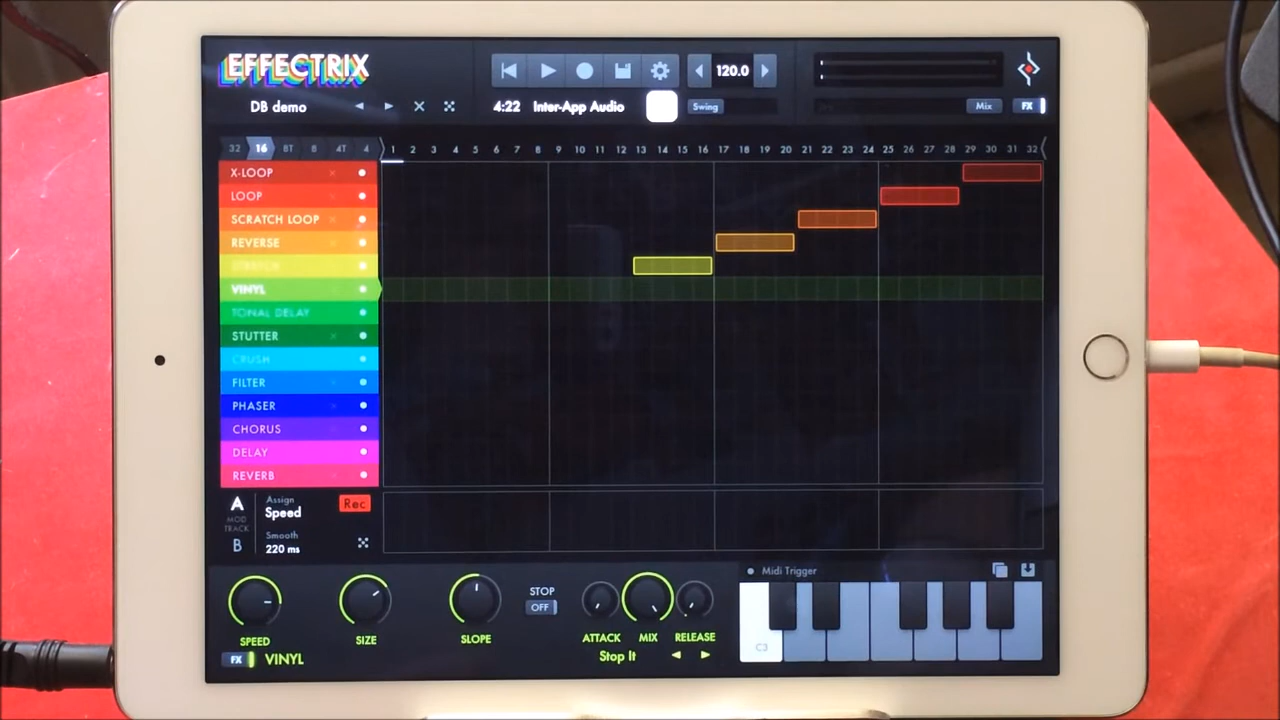 EFFECTRIX
120.0
DB demo
4:22 Inter-App Audio
Swing
Mix FX
32 16 8T 8 4T 4
1 2 3 4 5 6 7 8 9 10 11 12 13 14 15 16 17 18 19 20 21 22 23 24 25 26 27 28 29 30 31 32
X-LOOP
LOOP
SCRATCH LOOP
REVERSE
STRETCH
VINYL
TONAL DELAY
STUTTER
CRUSH
FILTER
PHASER
CHORUS
DELAY
REVERB
A
Assign
Speed
Rec
MOD
TRACK
B
Smooth
220 ms
Midi Trigger
STOP
OFF
SPEED SIZE SLOPE
ATTACK MIX RELEASE
C3
FX VINYL
Stop It